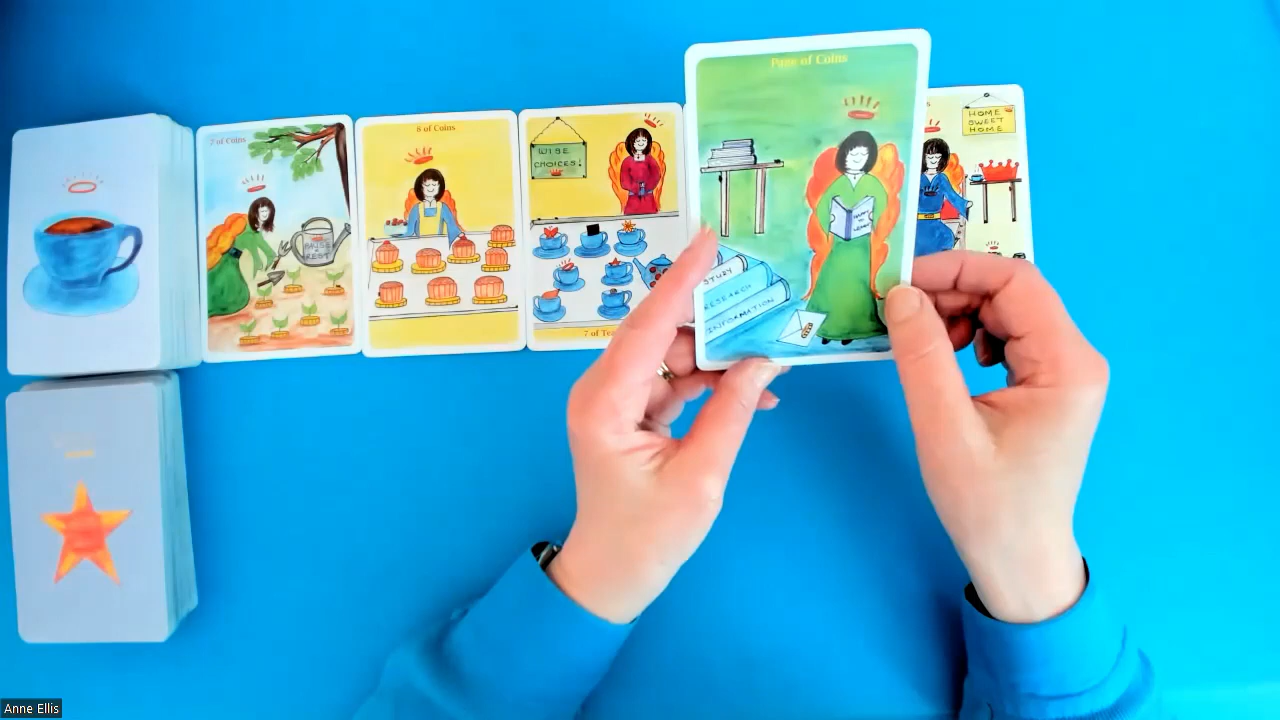 7 of Coins
PAUSE
REST
8 of Coins
WISE
CHOICES!
7 of Tea
Page of Coins
STUDY
RESEARCH
INFORMATION
HOME
SWEET
HOME
Anne Ellis